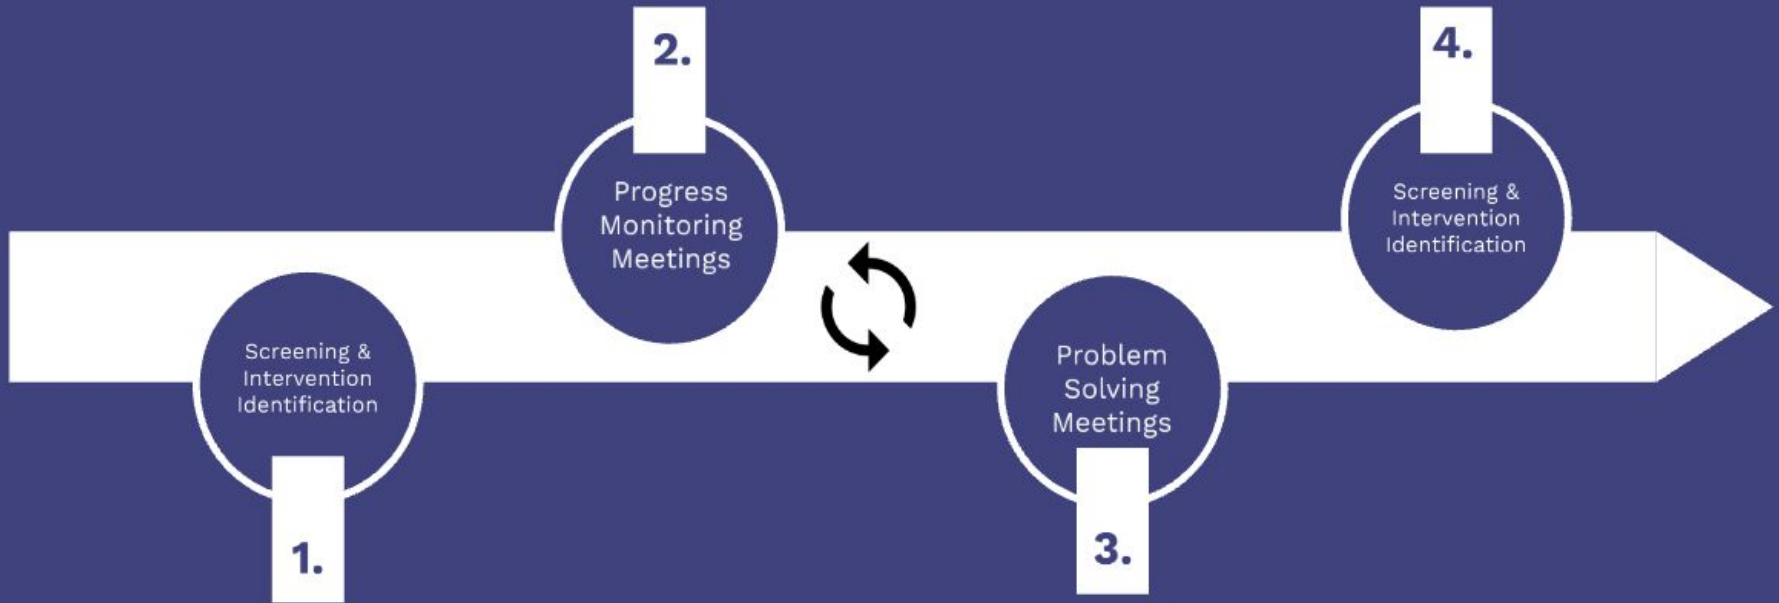 1.
Screening &
Intervention
Identification
2.
Progress
Monitoring
Meetings
3.
Problem
Solving
Meetings
4.
Screening &
Intervention
Identification